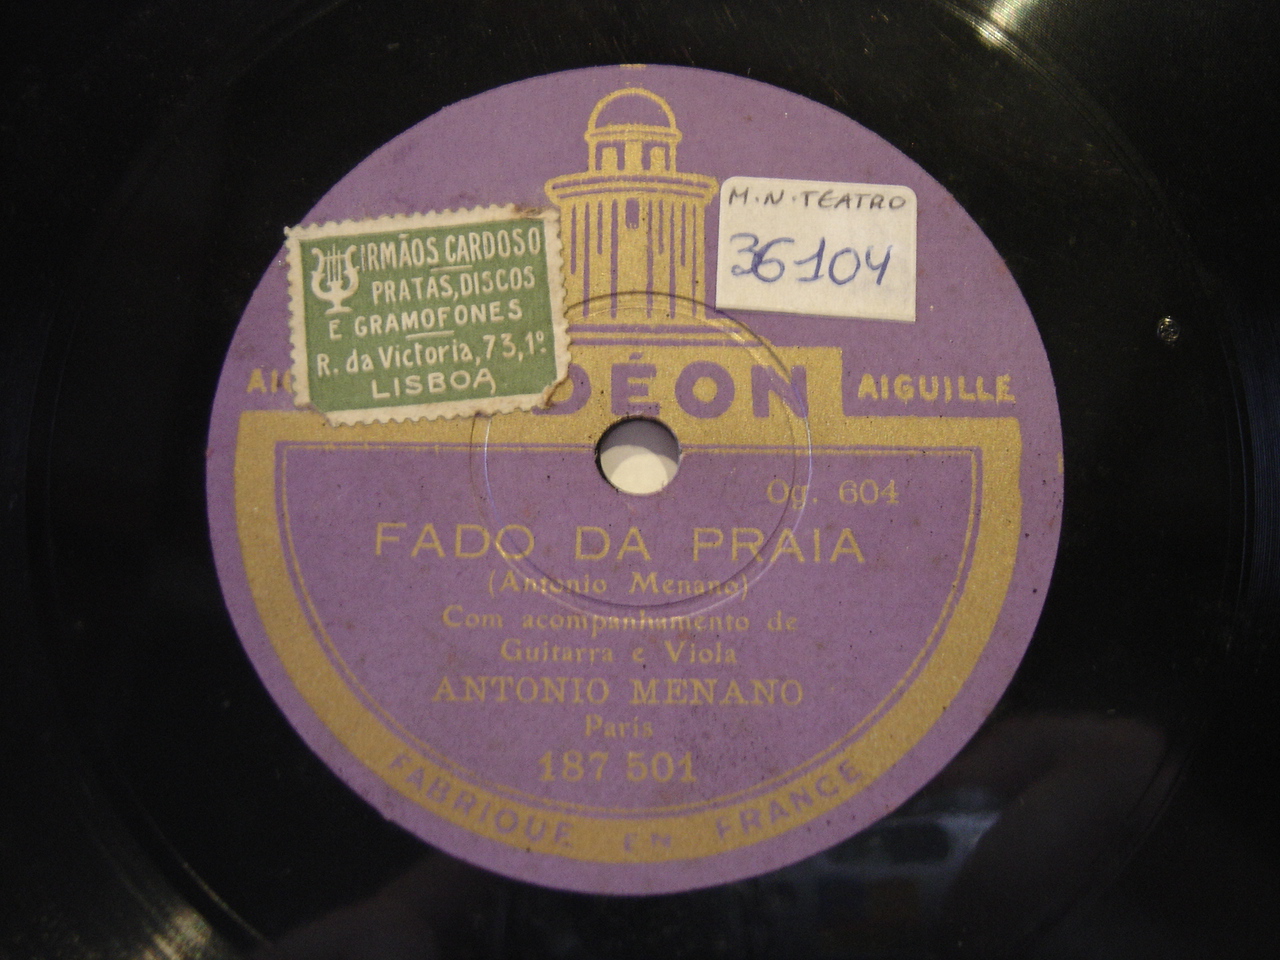 IRMÃOS CARDOSO
PRATAS, DISCOS
E GRAMOFONES
R. da Victoria, 73, 1º
LISBOA
M.N.TEATRO
36104
DÉON
AIGUILLE
Og. 604
FADO DA PRAIA
(Antonio Menano)
Com acompanhamento de
Guitarra e Viola
ANTONIO MENANO
Paris
187 501
FABRIQUE EN FRANCE